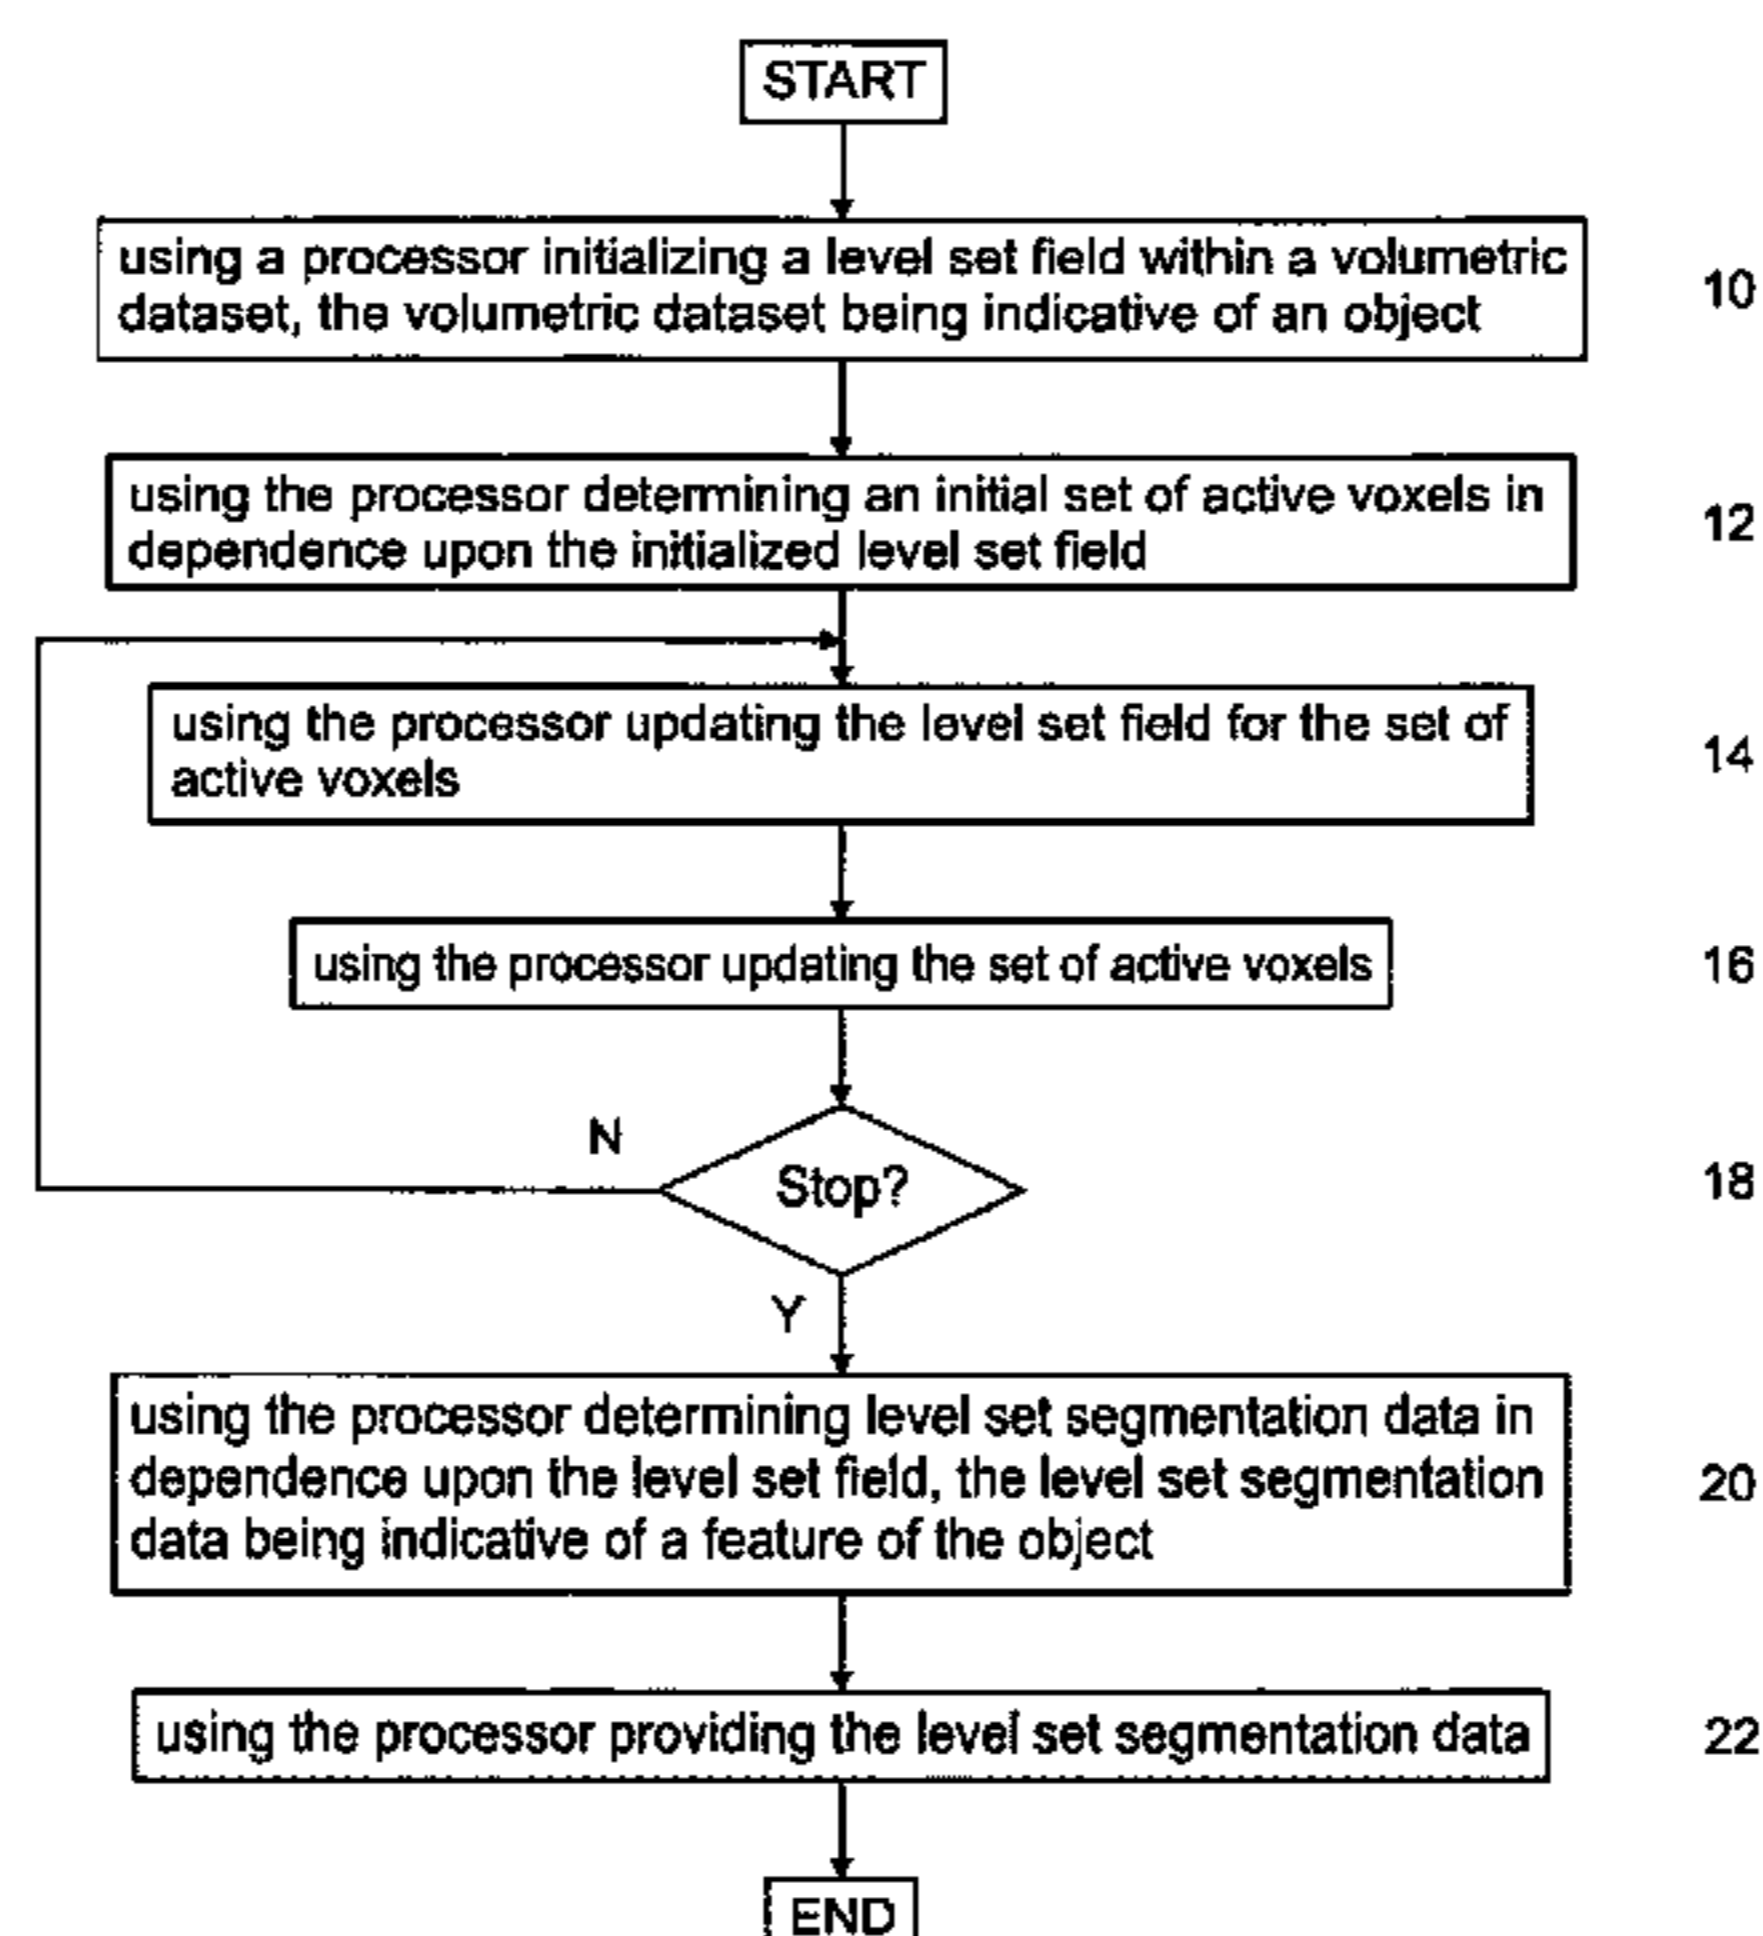 START
using a processor initializing a level set field within a volumetric
dataset, the volumetric dataset being indicative of an object
10
using the processor determining an initial set of active voxels in
dependence upon the initialized level set field
12
using the processor updating the level set field for the set of
active voxels
14
using the processor updating the set of active voxels
16
N
Stop?
18
Y
using the processor determining level set segmentation data in
dependence upon the level set field, the level set segmentation
data being indicative of a feature of the object
20
using the processor providing the level set segmentation data
22
END